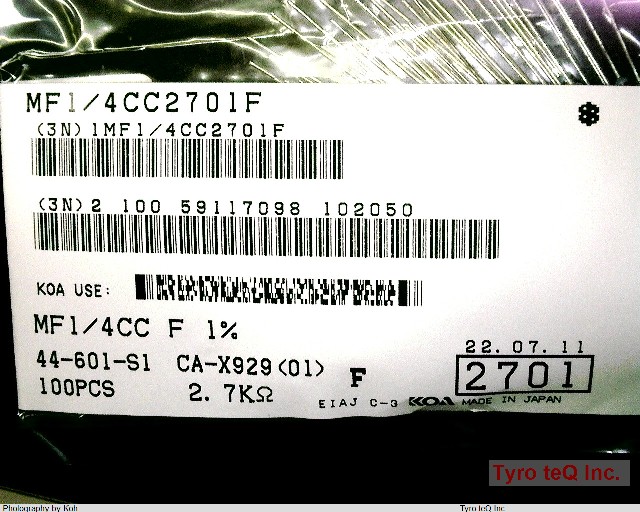 MF1/4CC2701F
(3N)1MF1/4CC2701F
(3N)2 100 59117098 102050
KOA USE:
MF1/4CC F 1%
44-601-S1 CA-X929(01) F
22.07.11
2701
100PCS 2.7KΩ
EIAJ C-3 KOA MADE IN JAPAN
Tyro teQ Inc.
Photography by Koh Tyro teQ Inc